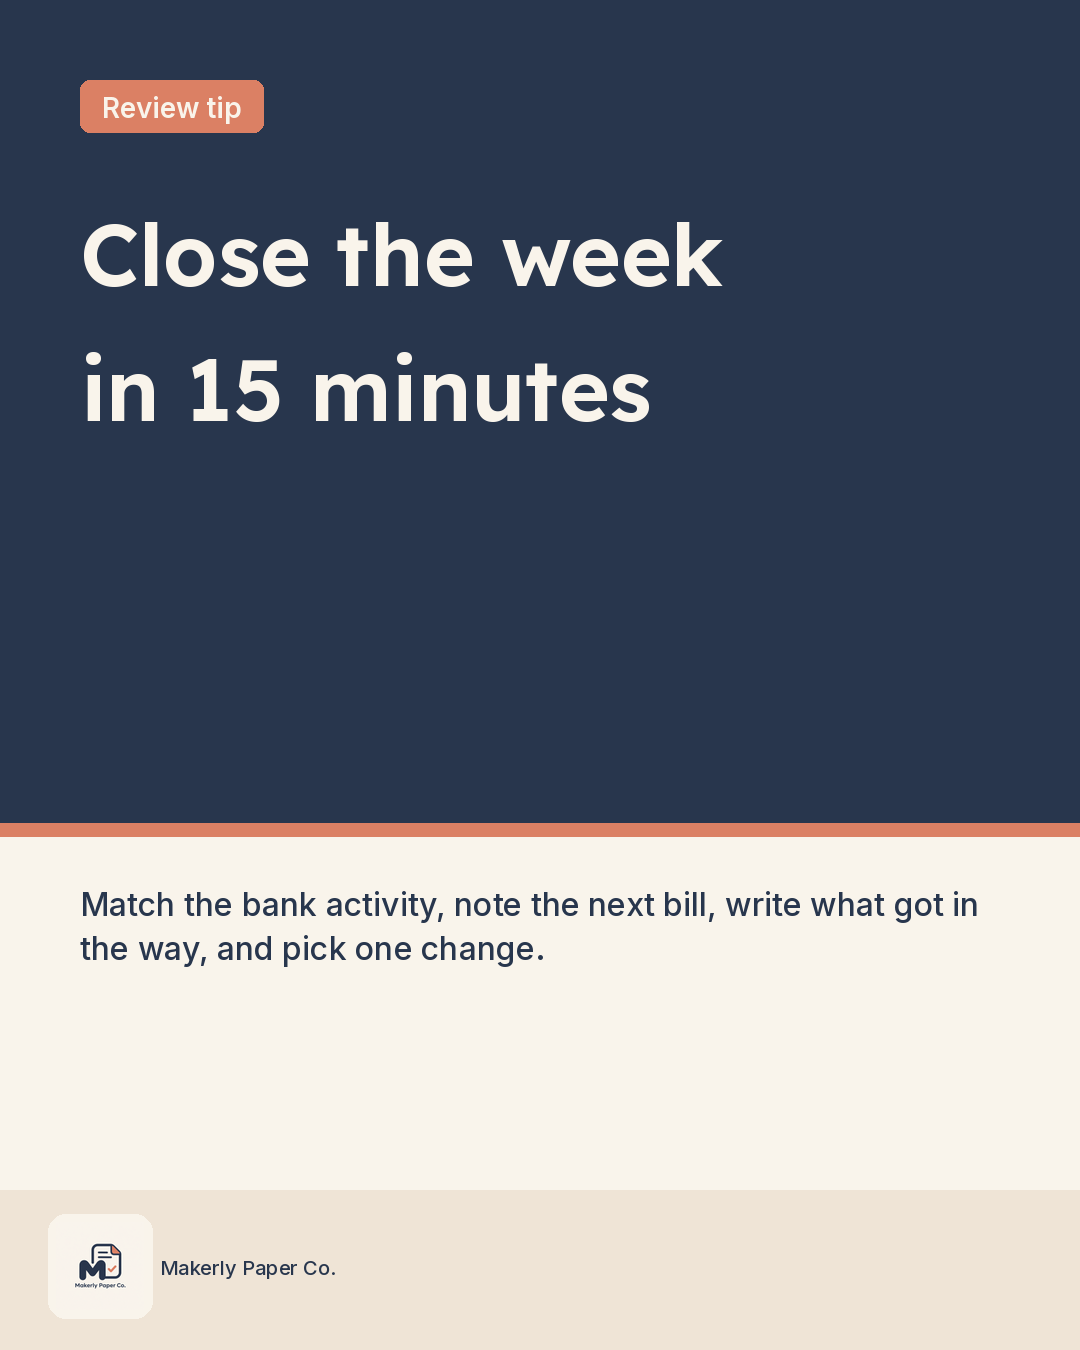 Review tip
Close the week
in 15 minutes
Match the bank activity, note the next bill, write what got in
the way, and pick one change.
M
Makerly Paper Co.
Makerly Paper Co.